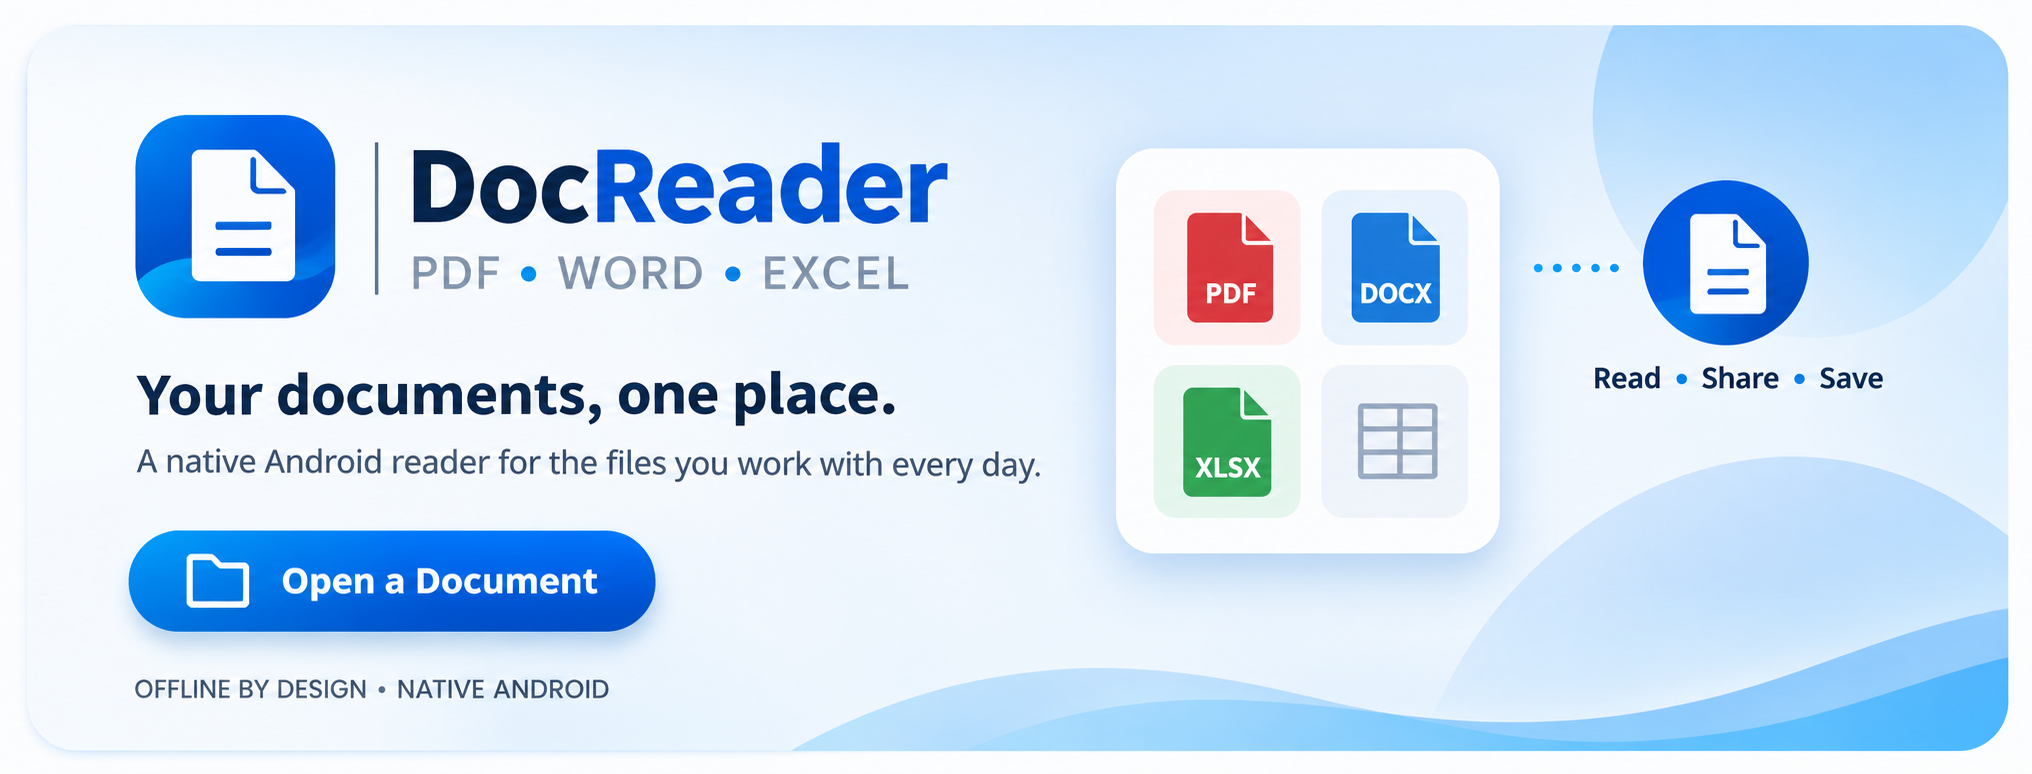 DocReader
PDF • WORD • EXCEL
Your documents, one place.
A native Android reader for the files you work with every day.
Open a Document
OFFLINE BY DESIGN • NATIVE ANDROID
PDF
DOCX
XLSX
Read • Share • Save